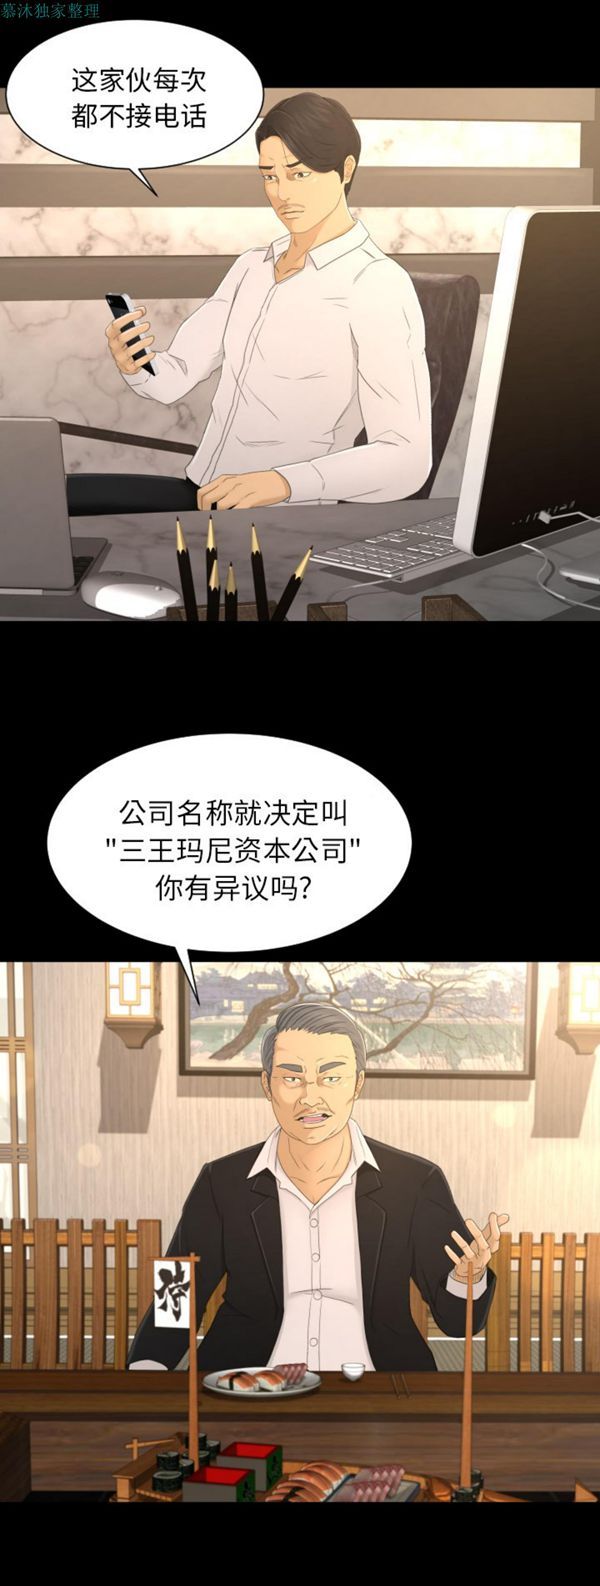 慕沐独家整理
这家伙每次
都不接电话
公司名称就决定叫
"三王玛尼资本公司"
你有异议吗?
侍